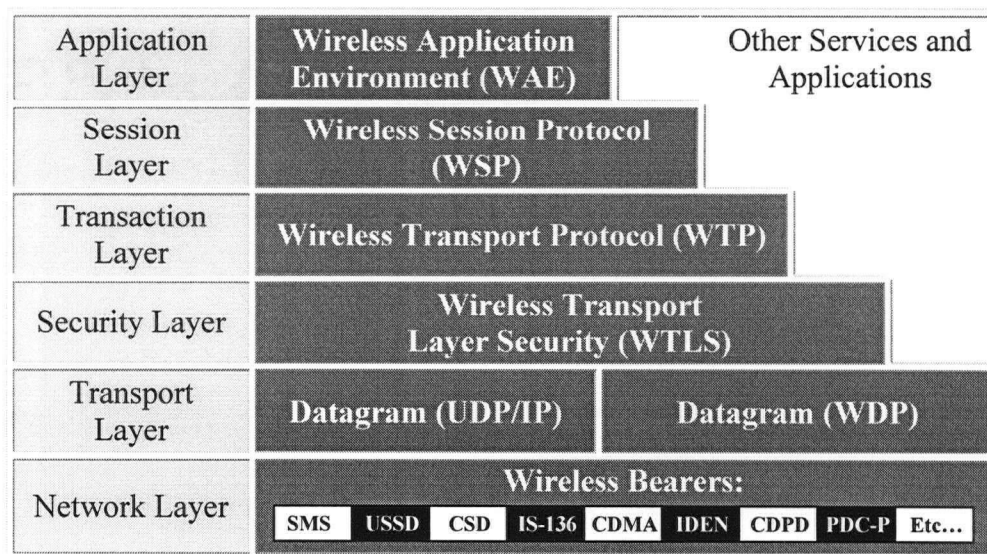 Application
Layer
Wireless Application
Environment (WAE)
Other Services and
Applications
Session
Layer
Wireless Session Protocol
(WSP)
Transaction
Layer
Wireless Transport Protocol (WTP)
Security Layer
Wireless Transport
Layer Security (WTLS)
Transport
Layer
Datagram (UDP/IP)
Datagram (WDP)
Network Layer
Wireless Bearers:
SMS USSD CSD IS-136 CDMA IDEN CDPD PDC-P Etc...